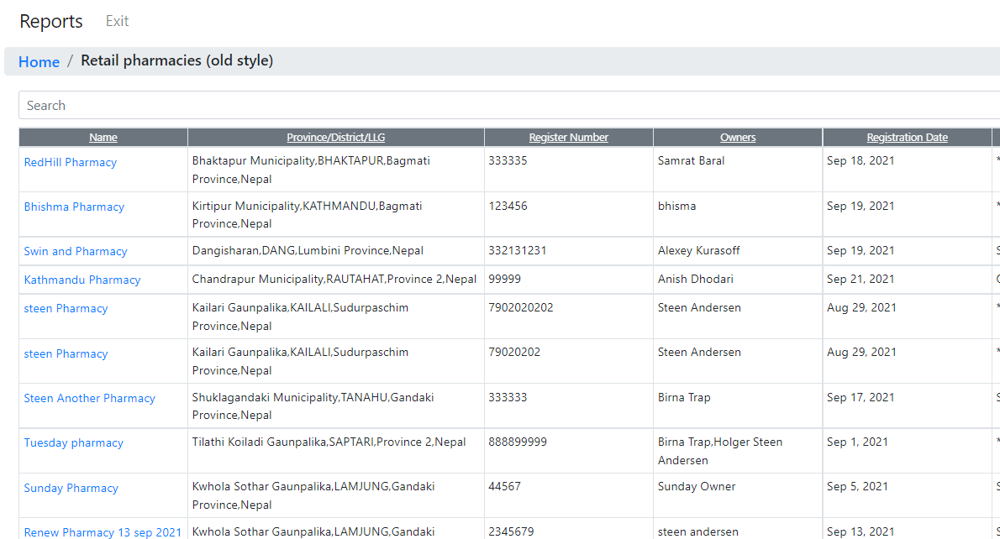 Reports Exit
Home / Retail pharmacies (old style)
Search
Name Province/District/LLG Register Number Owners Registration Date
RedHill Pharmacy Bhaktapur Municipality,BHAKTAPUR,Bagmati 333335 Samrat Baral Sep 18, 2021 *
Province,Nepal
Bhishma Pharmacy Kirtipur Municipality,KATHMANDU,Bagmati 123456 bhisma Sep 19, 2021 *
Province,Nepal
Swin and Pharmacy Dangisharan,DANG,Lumbini Province,Nepal 332131231 Alexey Kurasoff Sep 19, 2021
Kathmandu Pharmacy Chandrapur Municipality,RAUTAHAT,Province 2,Nepal 99999 Anish Dhodari Sep 21, 2021
steen Pharmacy Kailari Gaunpalika,KAILALI,Sudurpaschim 7902020202 Steen Andersen Aug 29, 2021 *
Province,Nepal
steen Pharmacy Kailari Gaunpalika,KAILALI,Sudurpaschim 79020202 Steen Andersen Aug 29, 2021 *
Province,Nepal
Steen Another Pharmacy Shuklagandaki Municipality,TANAHU,Gandaki 333333 Birna Trap Sep 17, 2021
Province,Nepal
Tuesday pharmacy Tilathi Koiladi Gaunpalika,SAPTARI,Province 2,Nepal 888899999 Birna Trap,Holger Steen Sep 1, 2021 *
Andersen
Sunday Pharmacy Kwhola Sothar Gaunpalika,LAMJUNG,Gandaki 44567 Sunday Owner Sep 5, 2021
Province,Nepal
Renew Pharmacy 13 sep 2021 Kwhola Sothar Gaunpalika,LAMJUNG,Gandaki 2345679 steen andersen Sep 13, 2021